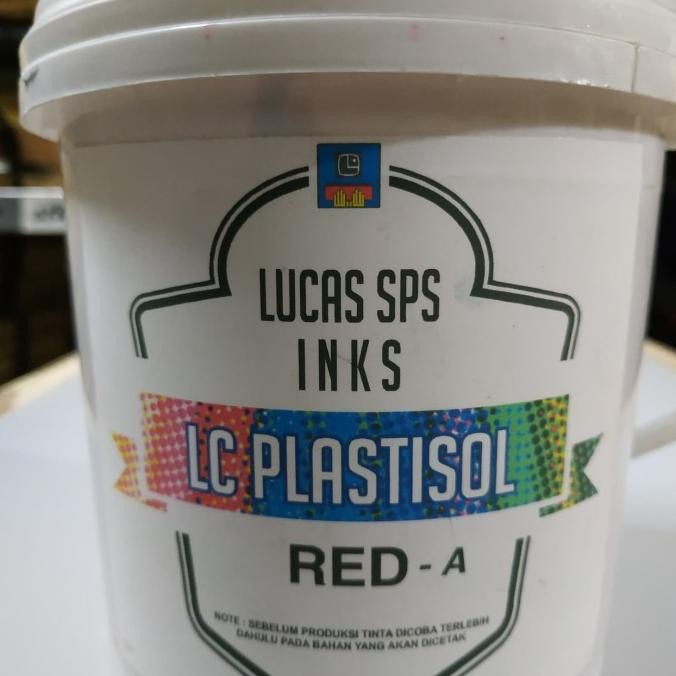 LUCAS SPS
INKS
LC PLASTISOL
RED - A
NOTE : SEBELUM PRODUKSI TINTA DICOBA TERLEBIH
DAHULU PADA BAHAN YANG AKAN DICETAK